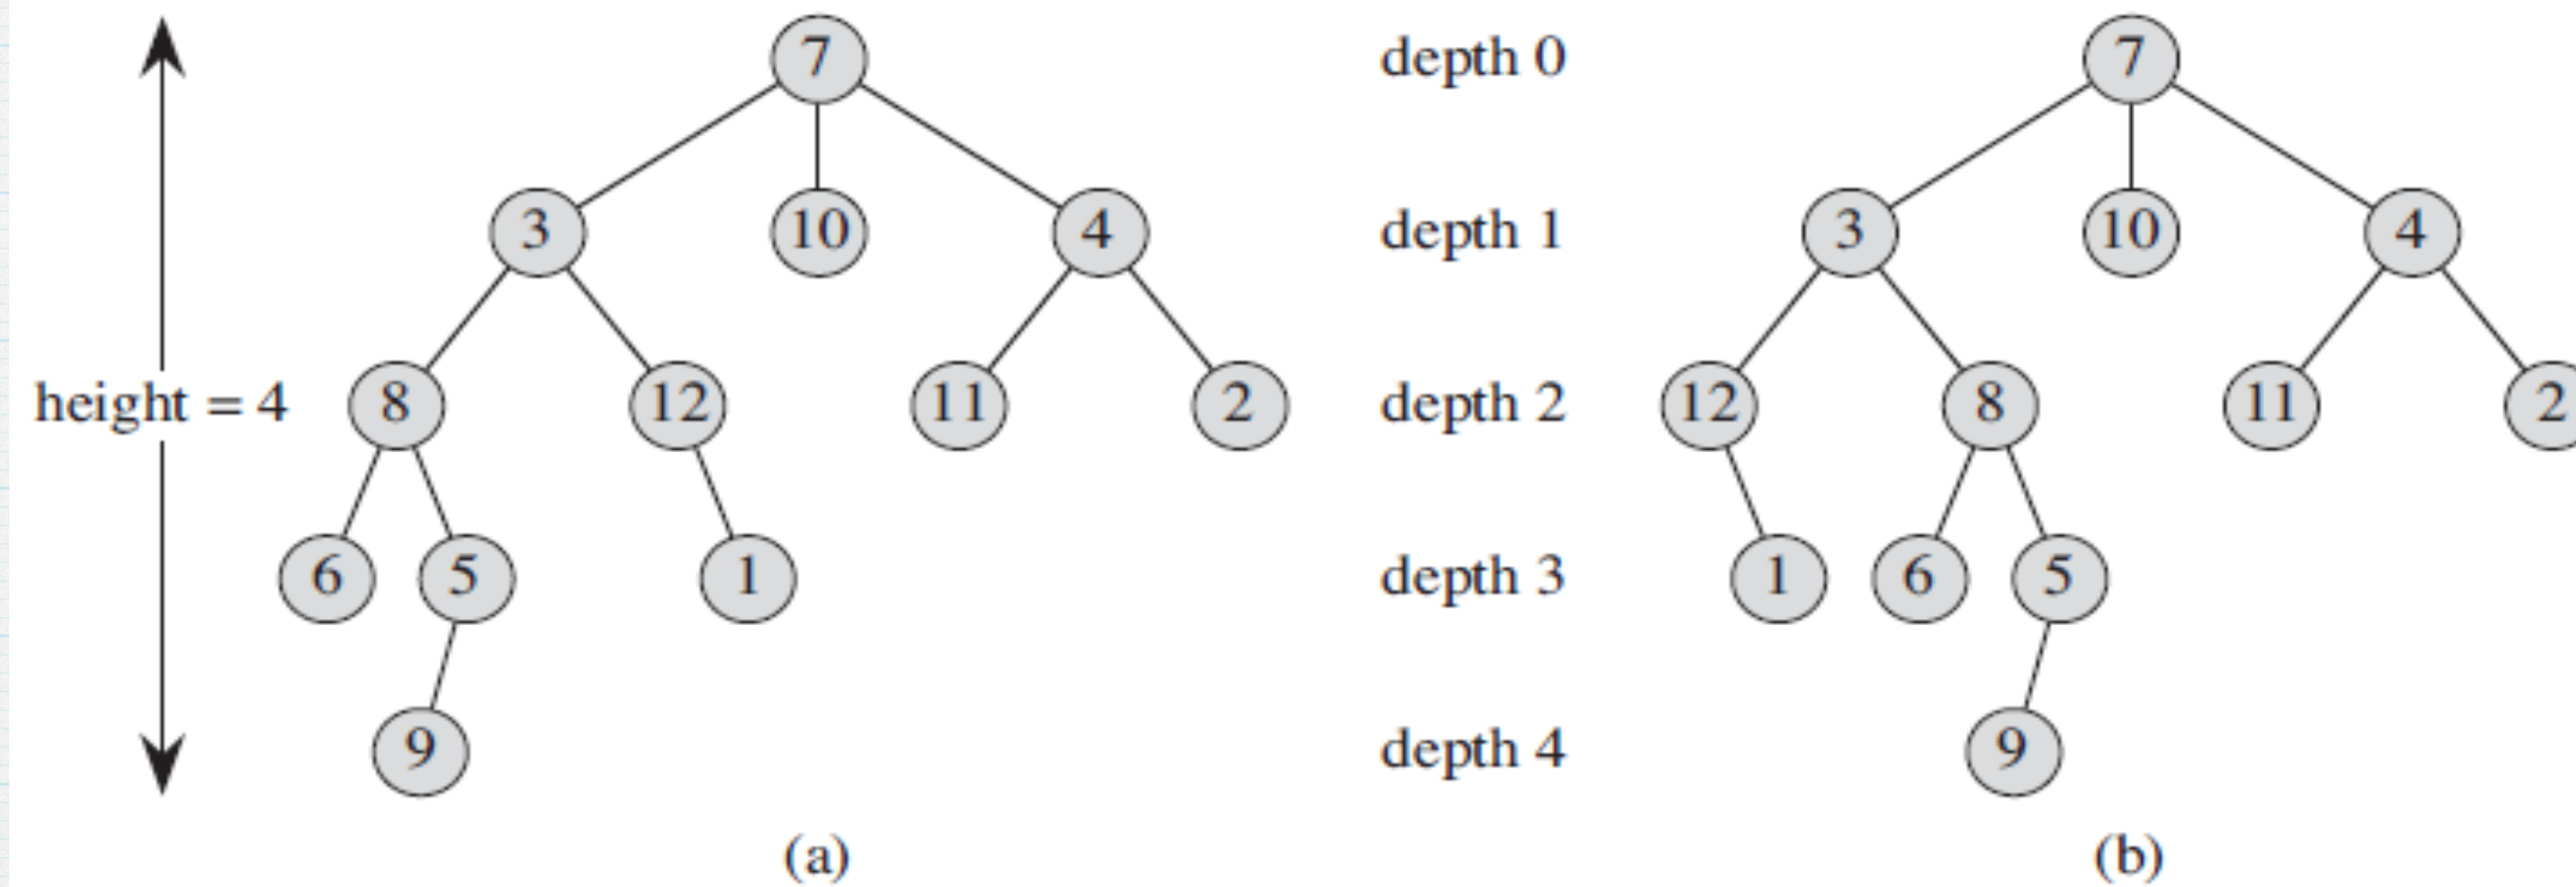 7 depth 0 7
3 10 4 depth 1 3 10 4
height = 4 8 12 11 2 depth 2 12 8 11 2
6 5 1 depth 3 1 6 5
9 depth 4 9
(a) (b)